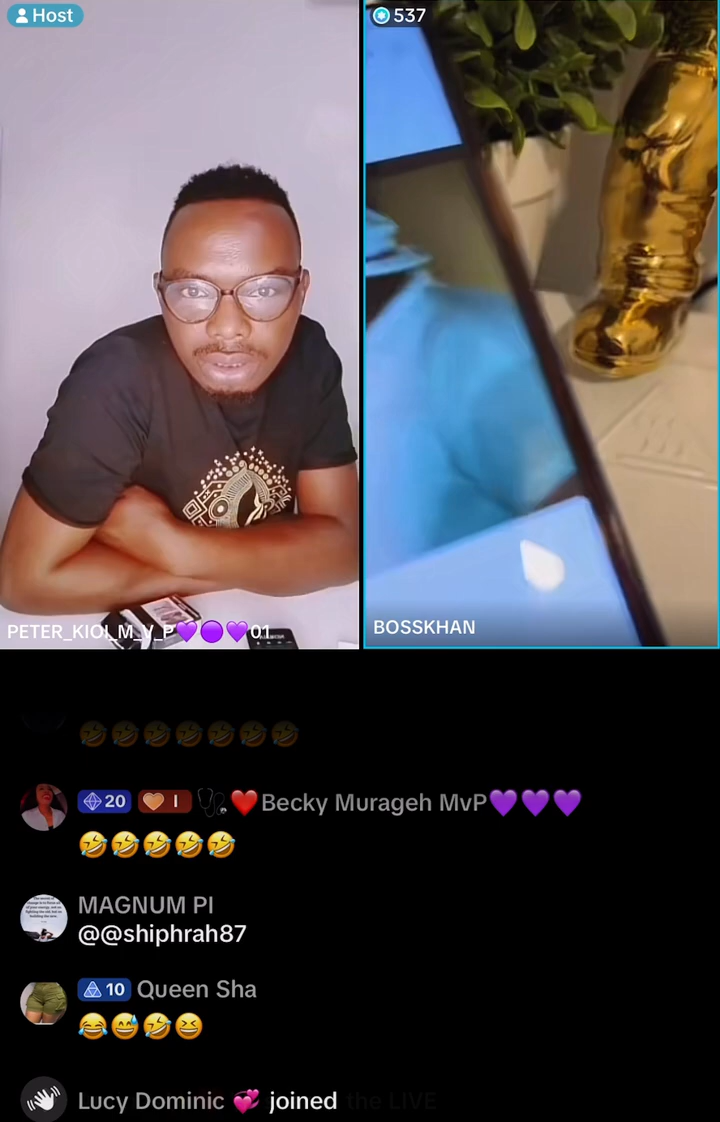 Host
537
PETER_KIOI_M_V_P💜🟣💜01
BOSSKHAN
🤣🤣🤣🤣🤣🤣🤣
20 I 🩺❤️Becky Murageh MvP💜💜💜
🤣🤣🤣🤣🤣
MAGNUM PI
@@shiphrah87
10 Queen Sha
😂😅🤣😆
Lucy Dominic 💞 joined the LIVE